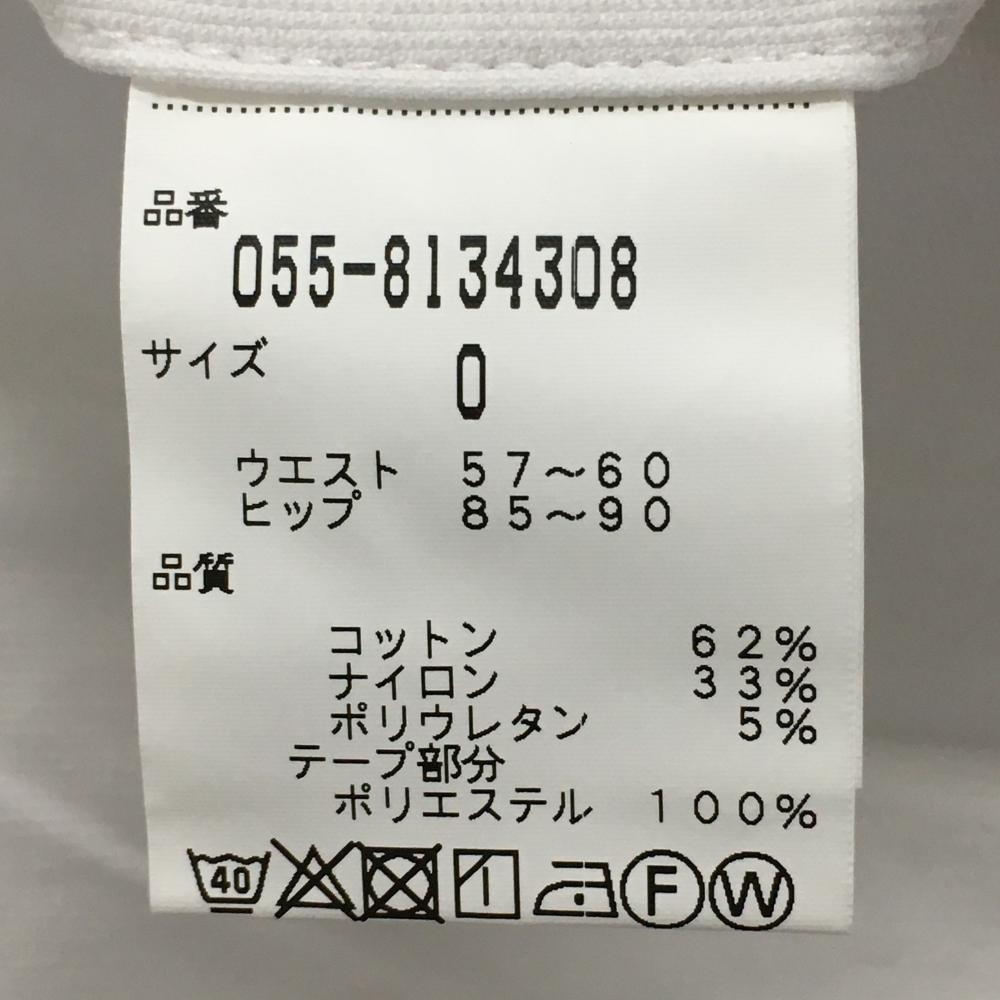 品番
055-8134308
サイズ
0
ウエスト 57~60
ヒップ 85~90
品質
コットン 62%
ナイロン 33%
ポリウレタン 5%
テープ部分
ポリエステル 100%
40 F W